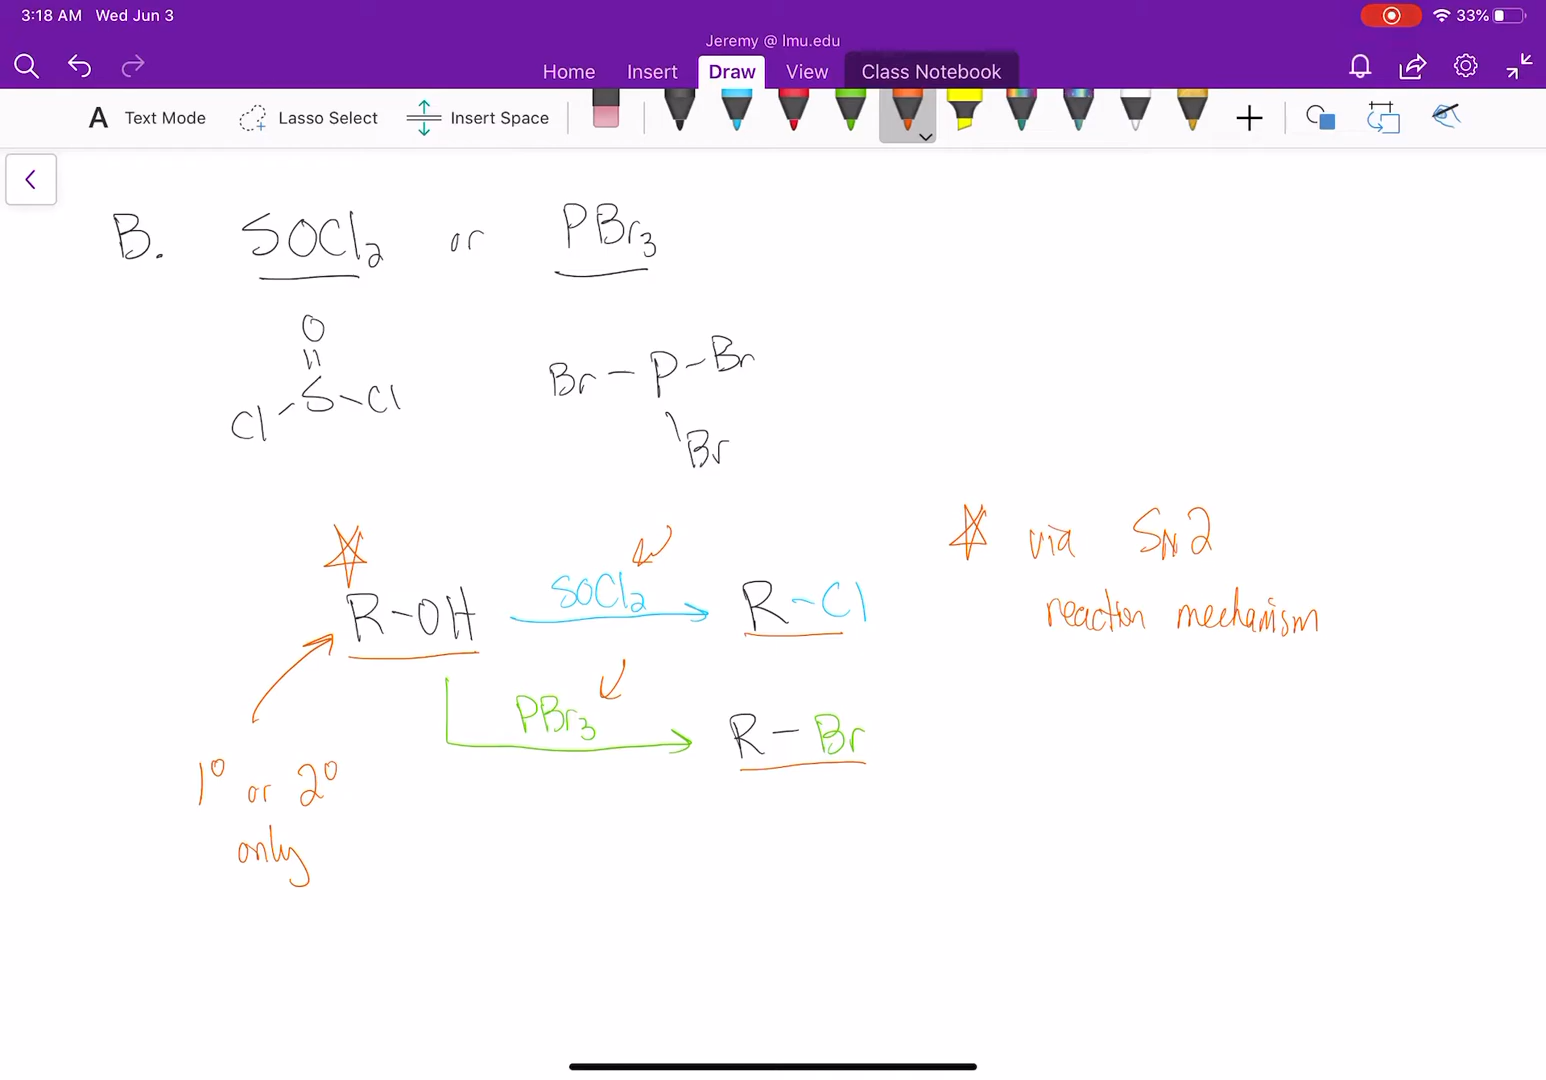 3:18 AM Wed Jun 3
33%
Jeremy @ lmu.edu
Home Insert Draw View Class Notebook
A Text Mode Lasso Select Insert Space
B. SOCl₂ or PBr₃
O
Cl S Cl
Br - P - Br
Br
via SN2
reaction mechanism
R-OH SOCl₂ R-Cl
PBr₃ R-Br
1° or 2°
only